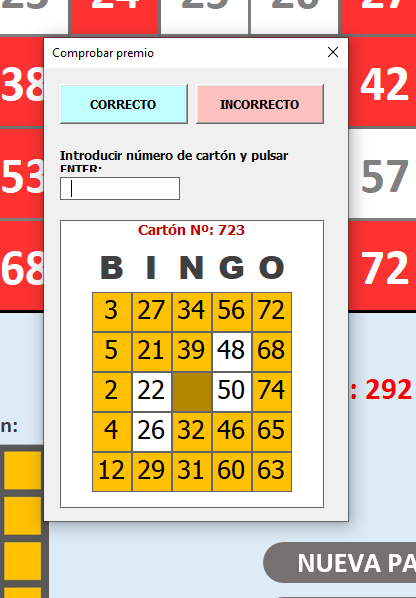 23 24 25 26 27
Comprobar premio
38 42
CORRECTO INCORRECTO
53 57
Introducir número de cartón y pulsar
ENTER:
68 72
Cartón Nº: 723
B I N G O
3 27 34 56 72
5 21 39 48 68
2 22 50 74
: 292
4 26 32 46 65
n:
12 29 31 60 63
NUEVA PA